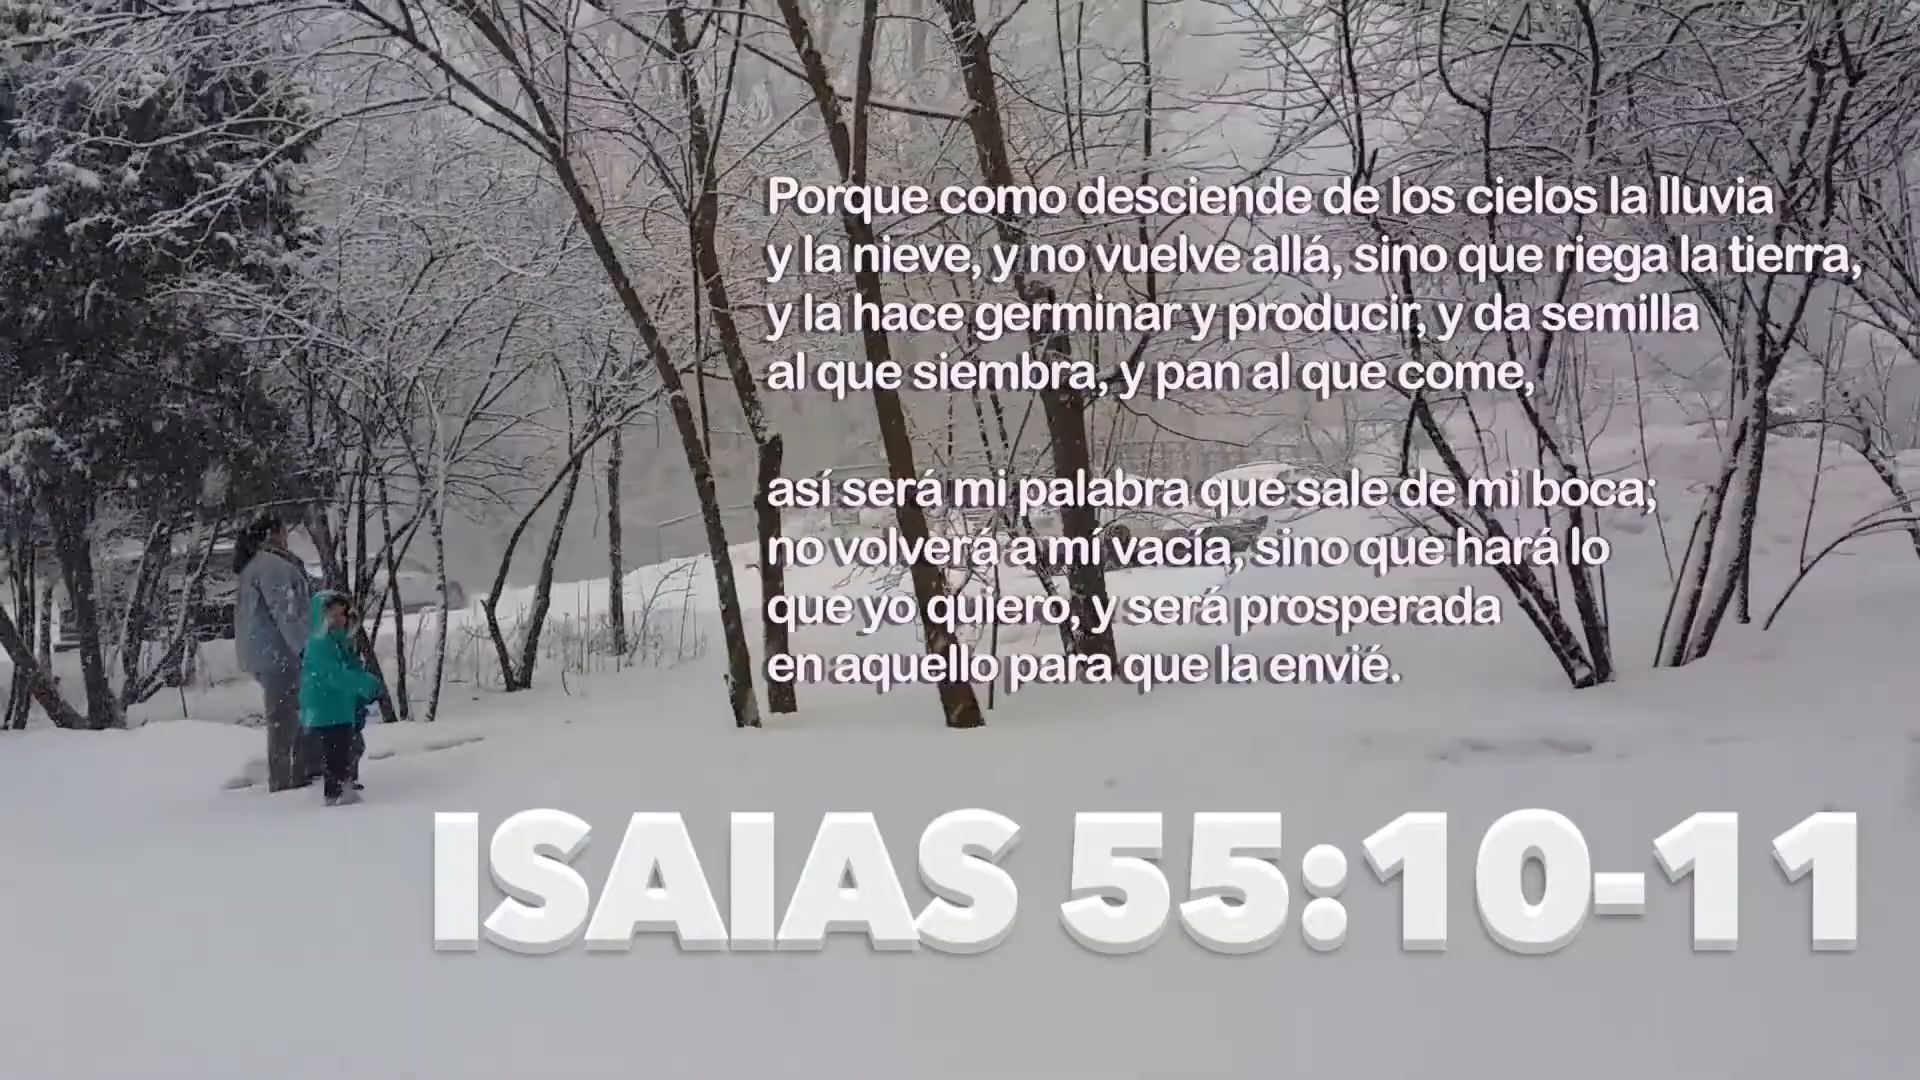 Porque como desciende de los cielos la lluvia
y la nieve, y no vuelve allá, sino que riega la tierra,
y la hace germinar y producir, y da semilla
al que siembra, y pan al que come,
así será mi palabra que sale de mi boca;
no volverá a mí vacía, sino que hará lo
que yo quiero, y será prosperada
en aquello para que la envié.
ISAIAS 55:10-11